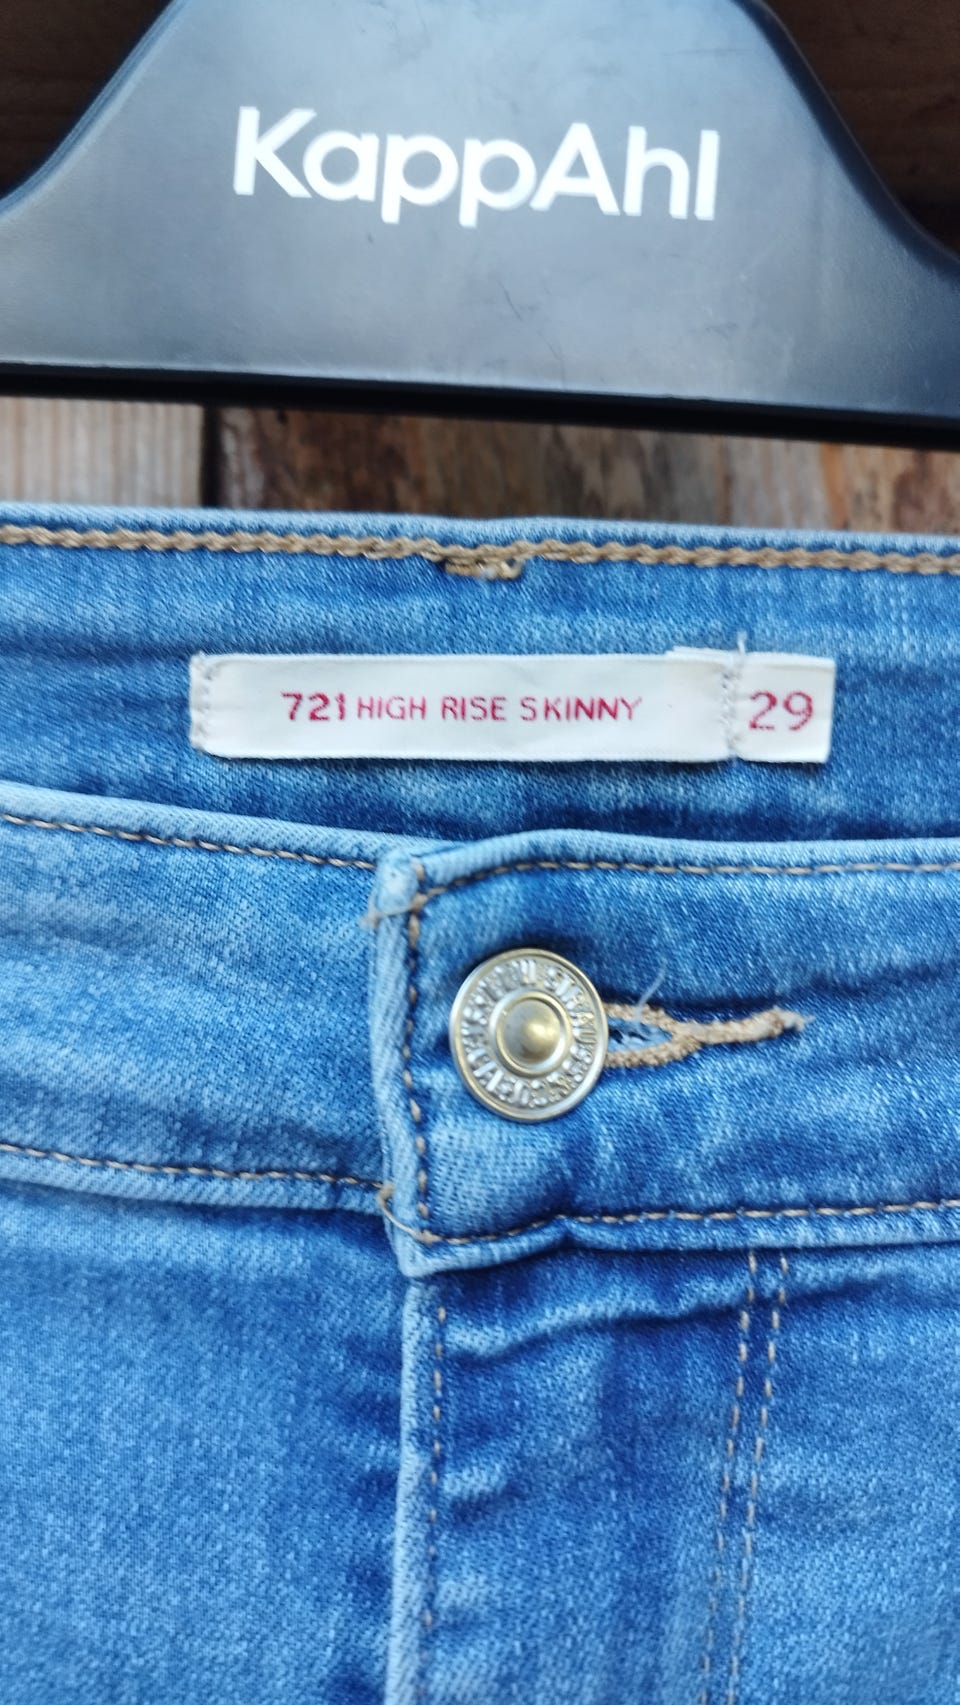 KappAhl
721 HIGH RISE SKINNY
29